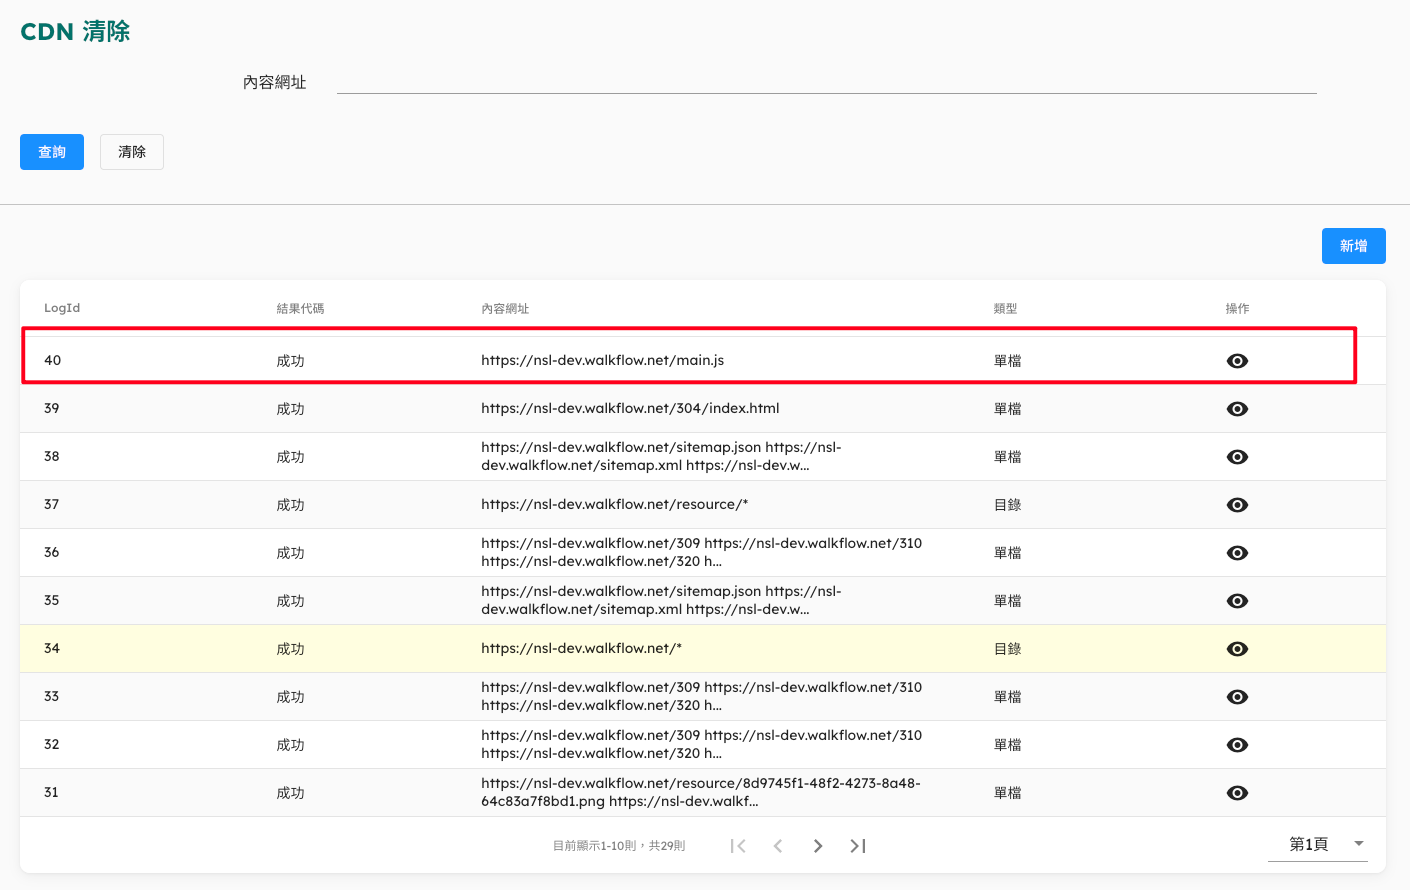 CDN 清除
內容網址
查詢 清除
新增
LogId 結果代碼 內容網址 類型 操作
40 成功 https://nsl-dev.walkflow.net/main.js 單檔
39 成功 https://nsl-dev.walkflow.net/304/index.html 單檔
38 成功 https://nsl-dev.walkflow.net/sitemap.json https://nsl-
dev.walkflow.net/sitemap.xml https://nsl-dev.w... 單檔
37 成功 https://nsl-dev.walkflow.net/resource/* 目錄
36 成功 https://nsl-dev.walkflow.net/309 https://nsl-dev.walkflow.net/310
https://nsl-dev.walkflow.net/320 h... 單檔
35 成功 https://nsl-dev.walkflow.net/sitemap.json https://nsl-
dev.walkflow.net/sitemap.xml https://nsl-dev.w... 單檔
34 成功 https://nsl-dev.walkflow.net/* 目錄
33 成功 https://nsl-dev.walkflow.net/309 https://nsl-dev.walkflow.net/310
https://nsl-dev.walkflow.net/320 h... 單檔
32 成功 https://nsl-dev.walkflow.net/309 https://nsl-dev.walkflow.net/310
https://nsl-dev.walkflow.net/320 h... 單檔
31 成功 https://nsl-dev.walkflow.net/resource/8d9745f1-48f2-4273-8a48-
64c83a7f8bd1.png https://nsl-dev.walkf... 單檔
目前顯示1-10則，共29則 第1頁